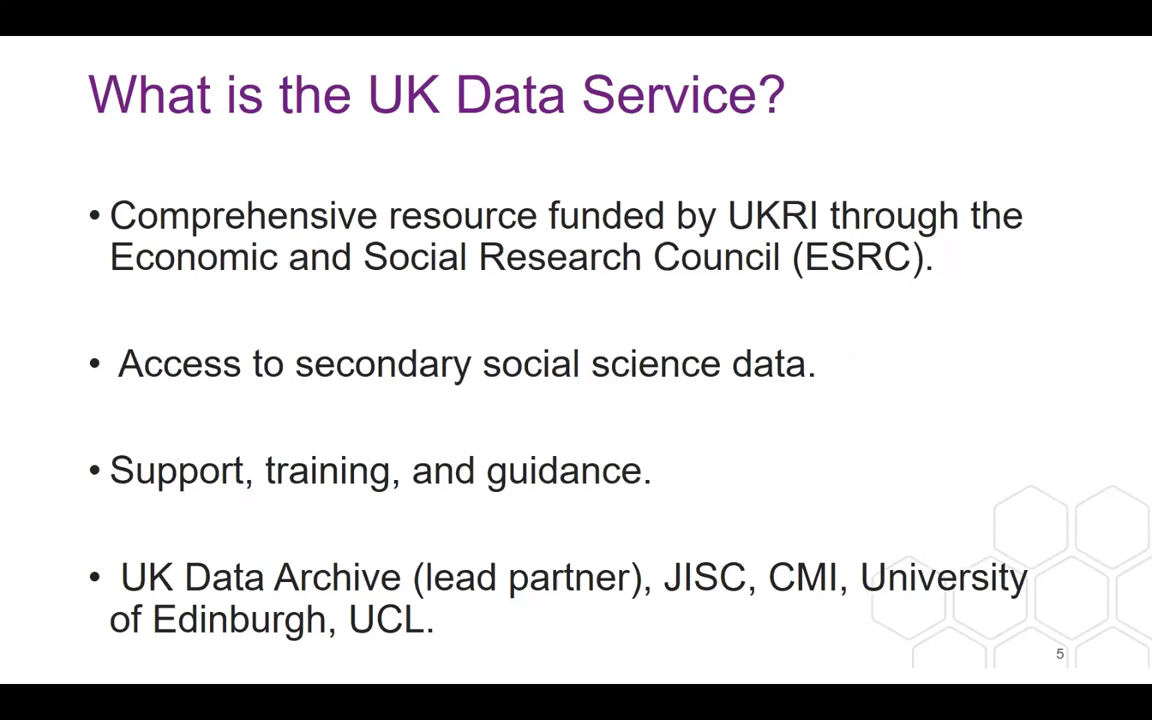 What is the UK Data Service?
• Comprehensive resource funded by UKRI through the
Economic and Social Research Council (ESRC).
• Access to secondary social science data.
• Support, training, and guidance.
• UK Data Archive (lead partner), JISC, CMI, University
of Edinburgh, UCL.
5